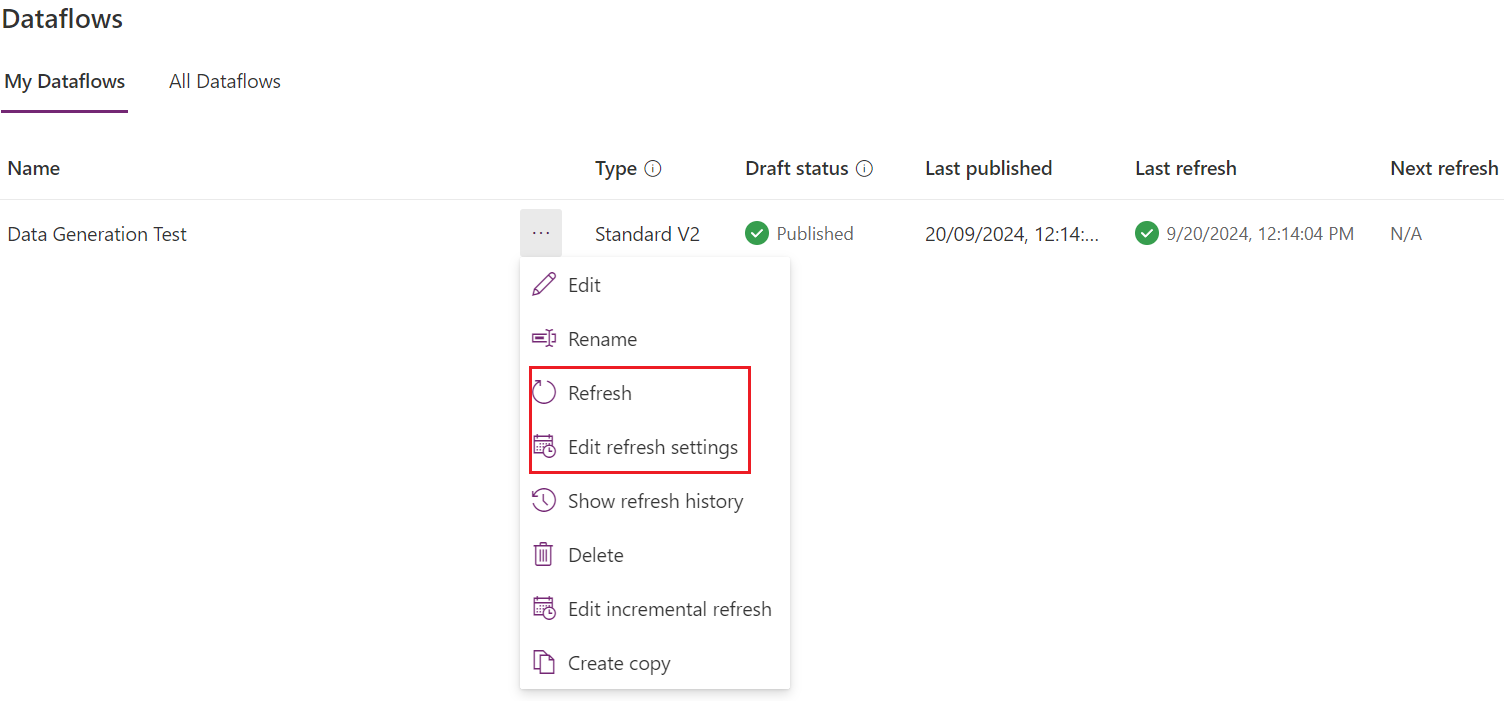 Dataflows
My Dataflows All Dataflows
Name Type Draft status Last published Last refresh Next refresh
Data Generation Test ... Standard V2 Published 20/09/2024, 12:14:... 9/20/2024, 12:14:04 PM N/A
Edit
Rename
Refresh
Edit refresh settings
Show refresh history
Delete
Edit incremental refresh
Create copy